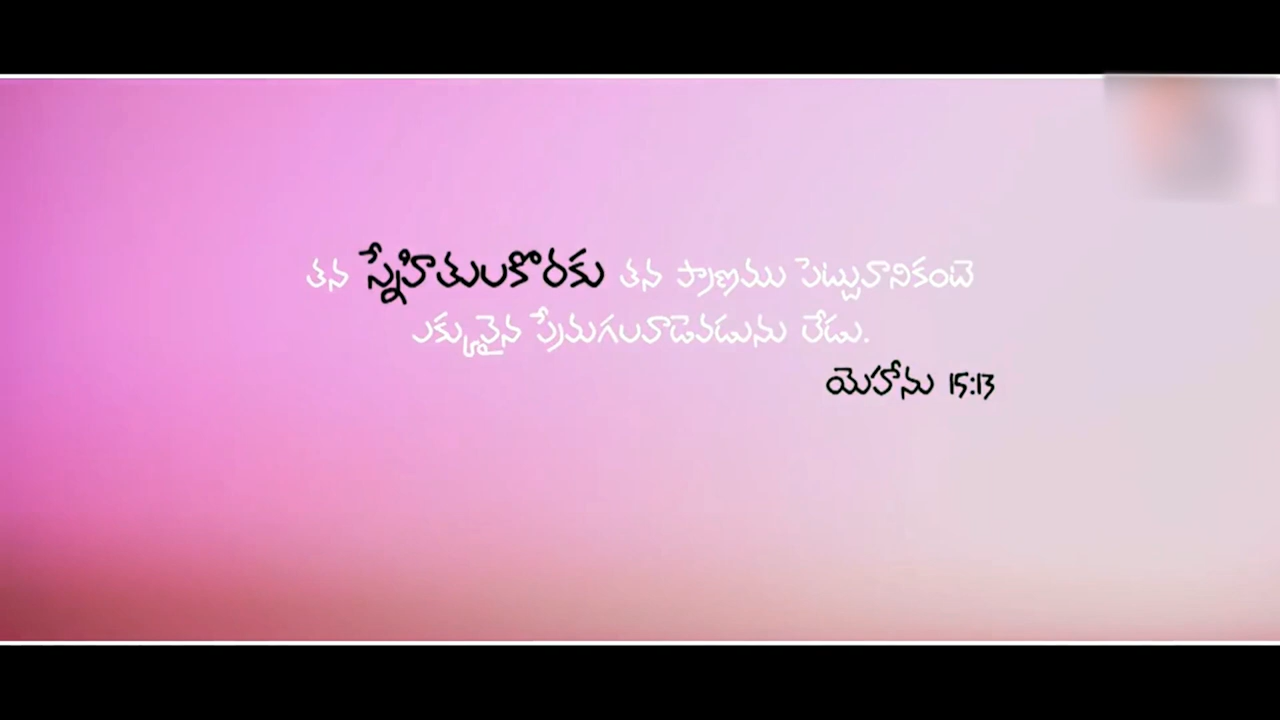 తన స్నేహితులకొరకు తన ప్రాణము పెట్టువానికంటె
ఎక్కువైన ప్రేమగలవాడెవడును లేడు.
యెహాను 15:13